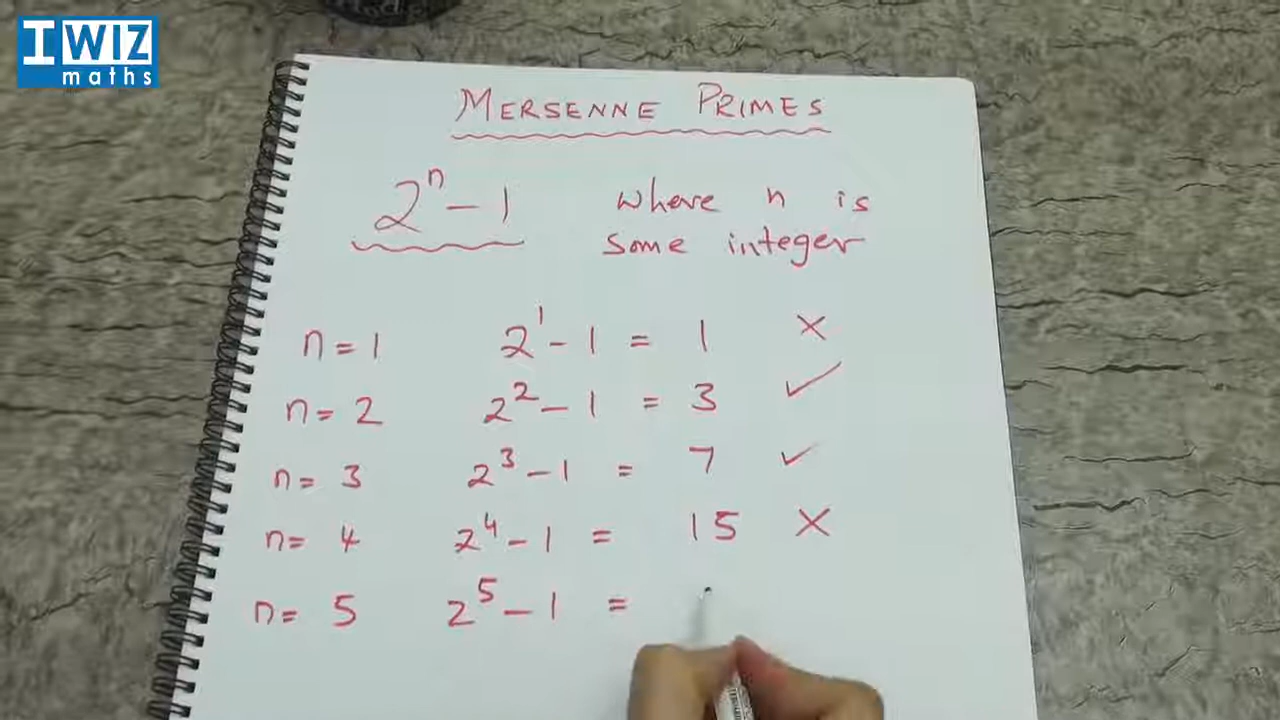 I WIZ
maths
MERSENNE PRIMES
2ⁿ - 1 where n is
some integer
n = 1 2¹ - 1 = 1 ×
n = 2 2² - 1 = 3 ✓
n = 3 2³ - 1 = 7 ✓
n = 4 2⁴ - 1 = 15 ×
n = 5 2⁵ - 1 =